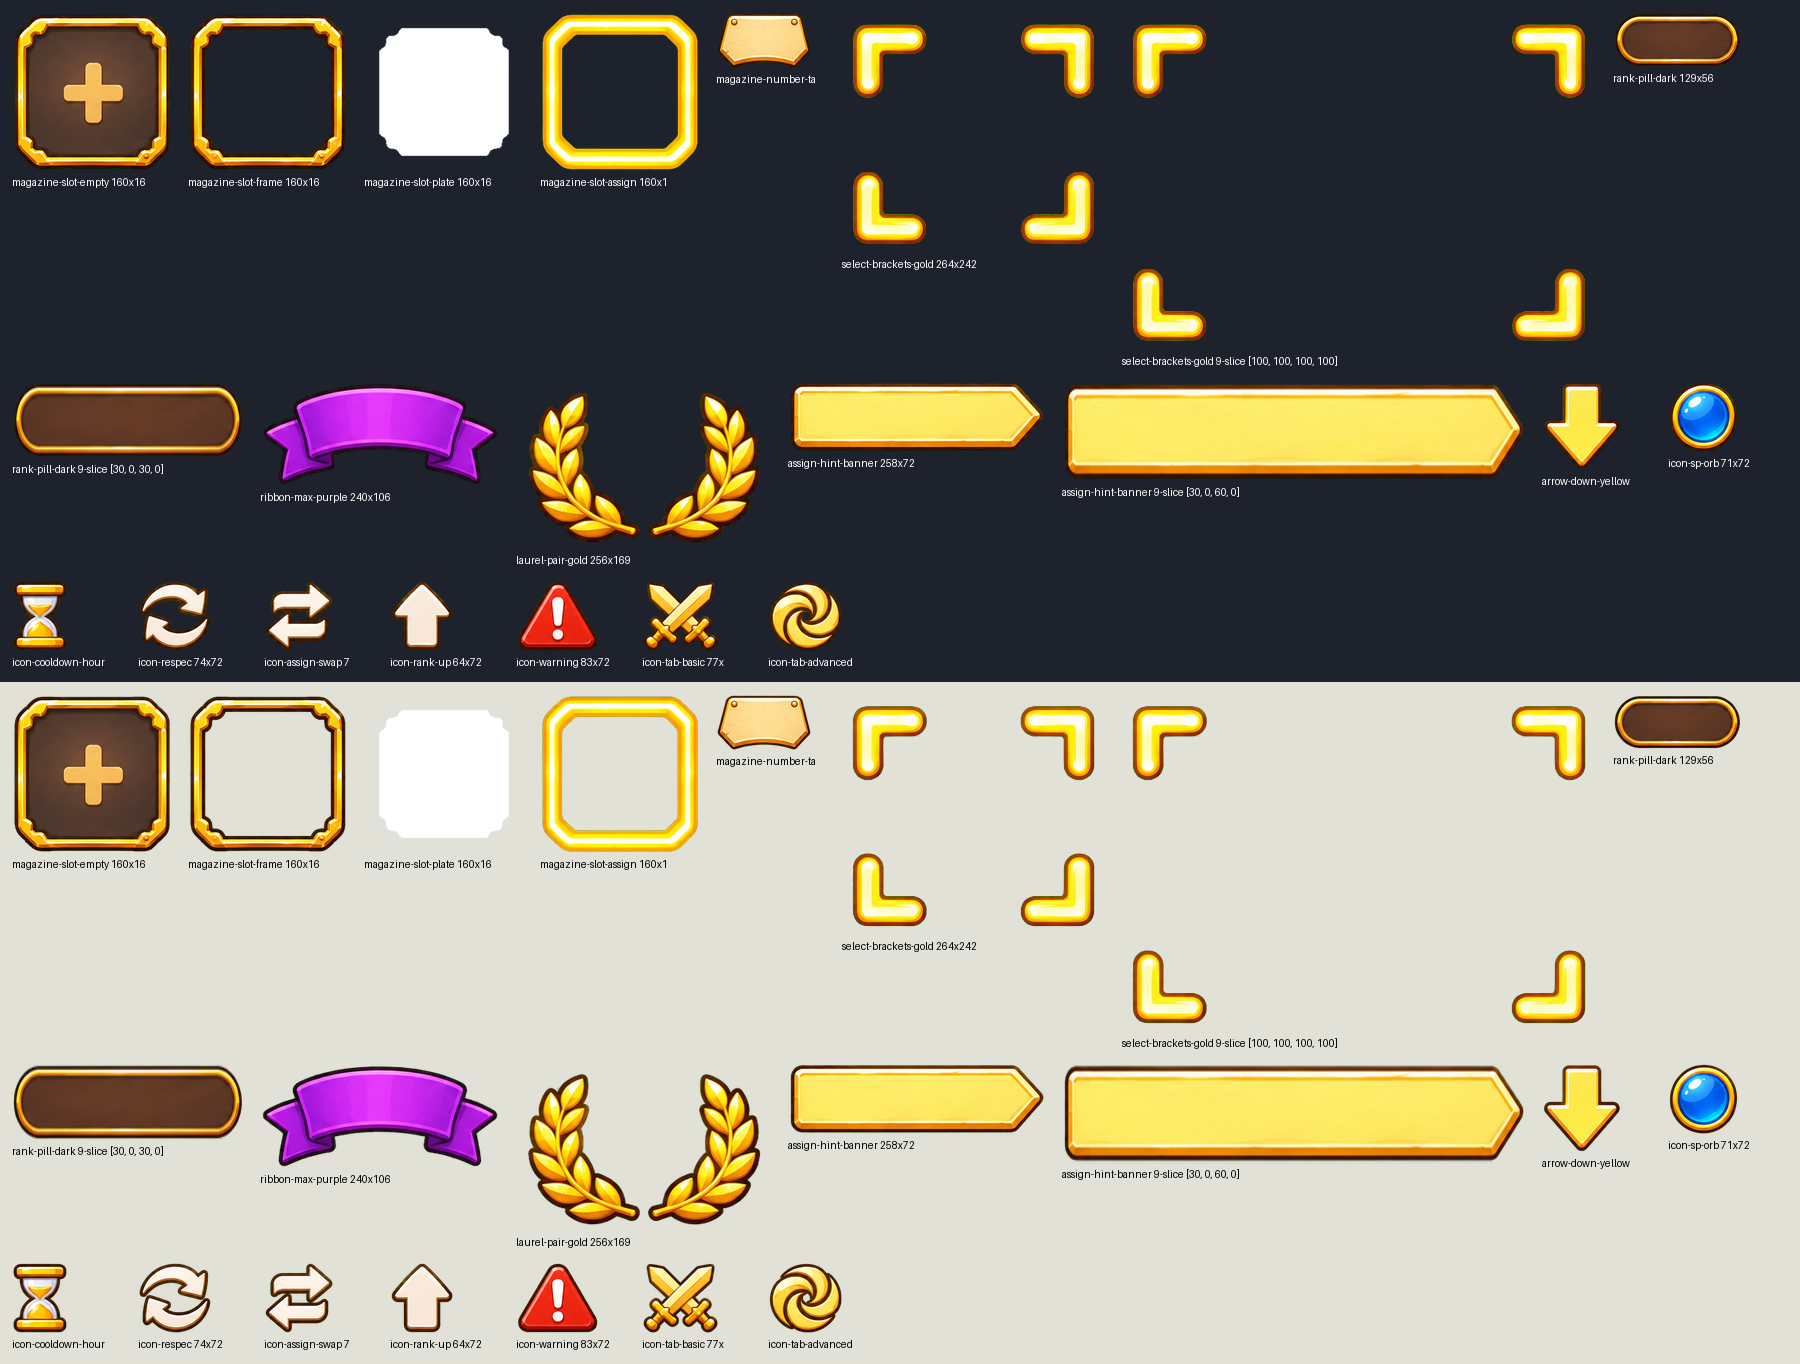 magazine-number-ta
rank-pill-dark 129x56
magazine-slot-empty 160x16
magazine-slot-frame 160x16
magazine-slot-plate 160x16
magazine-slot-assign 160x1
select-brackets-gold 264x242
select-brackets-gold 9-slice [100, 100, 100, 100]
rank-pill-dark 9-slice [30, 0, 30, 0]
ribbon-max-purple 240x106
laurel-pair-gold 256x169
assign-hint-banner 258x72
assign-hint-banner 9-slice [30, 0, 60, 0]
arrow-down-yellow
icon-sp-orb 71x72
icon-cooldown-hour
icon-respec 74x72
icon-assign-swap 7
icon-rank-up 64x72
icon-warning 83x72
icon-tab-basic 77x
icon-tab-advanced
magazine-number-ta
rank-pill-dark 129x56
magazine-slot-empty 160x16
magazine-slot-frame 160x16
magazine-slot-plate 160x16
magazine-slot-assign 160x1
select-brackets-gold 264x242
select-brackets-gold 9-slice [100, 100, 100, 100]
rank-pill-dark 9-slice [30, 0, 30, 0]
ribbon-max-purple 240x106
laurel-pair-gold 256x169
assign-hint-banner 258x72
assign-hint-banner 9-slice [30, 0, 60, 0]
arrow-down-yellow
icon-sp-orb 71x72
icon-cooldown-hour
icon-respec 74x72
icon-assign-swap 7
icon-rank-up 64x72
icon-warning 83x72
icon-tab-basic 77x
icon-tab-advanced